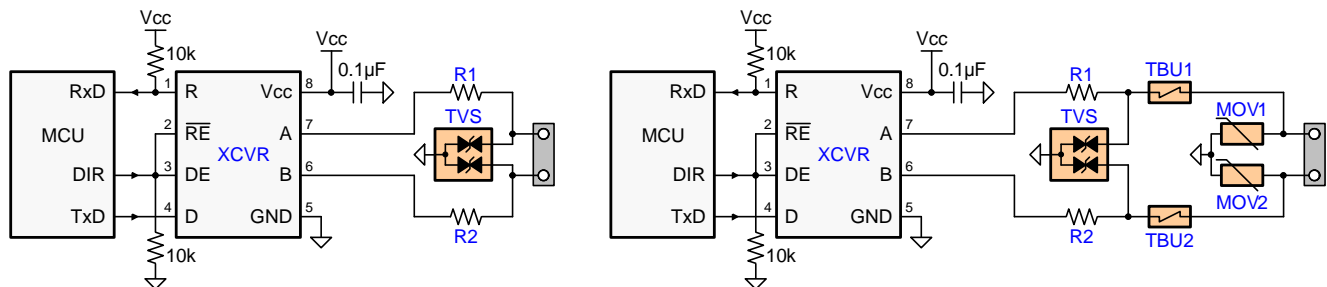 Vcc
10k
MCU
RxD
DIR
TxD
1
2
3
4
R
RE
DE
D
XCVR
Vcc
A
B
GND
8
7
6
5
Vcc
0.1μF
R1
TVS
R2
10k
Vcc
10k
MCU
RxD
DIR
TxD
1
2
3
4
R
RE
DE
D
XCVR
Vcc
A
B
GND
8
7
6
5
Vcc
0.1μF
R1
TVS
R2
TBU1
MOV1
MOV2
TBU2
10k